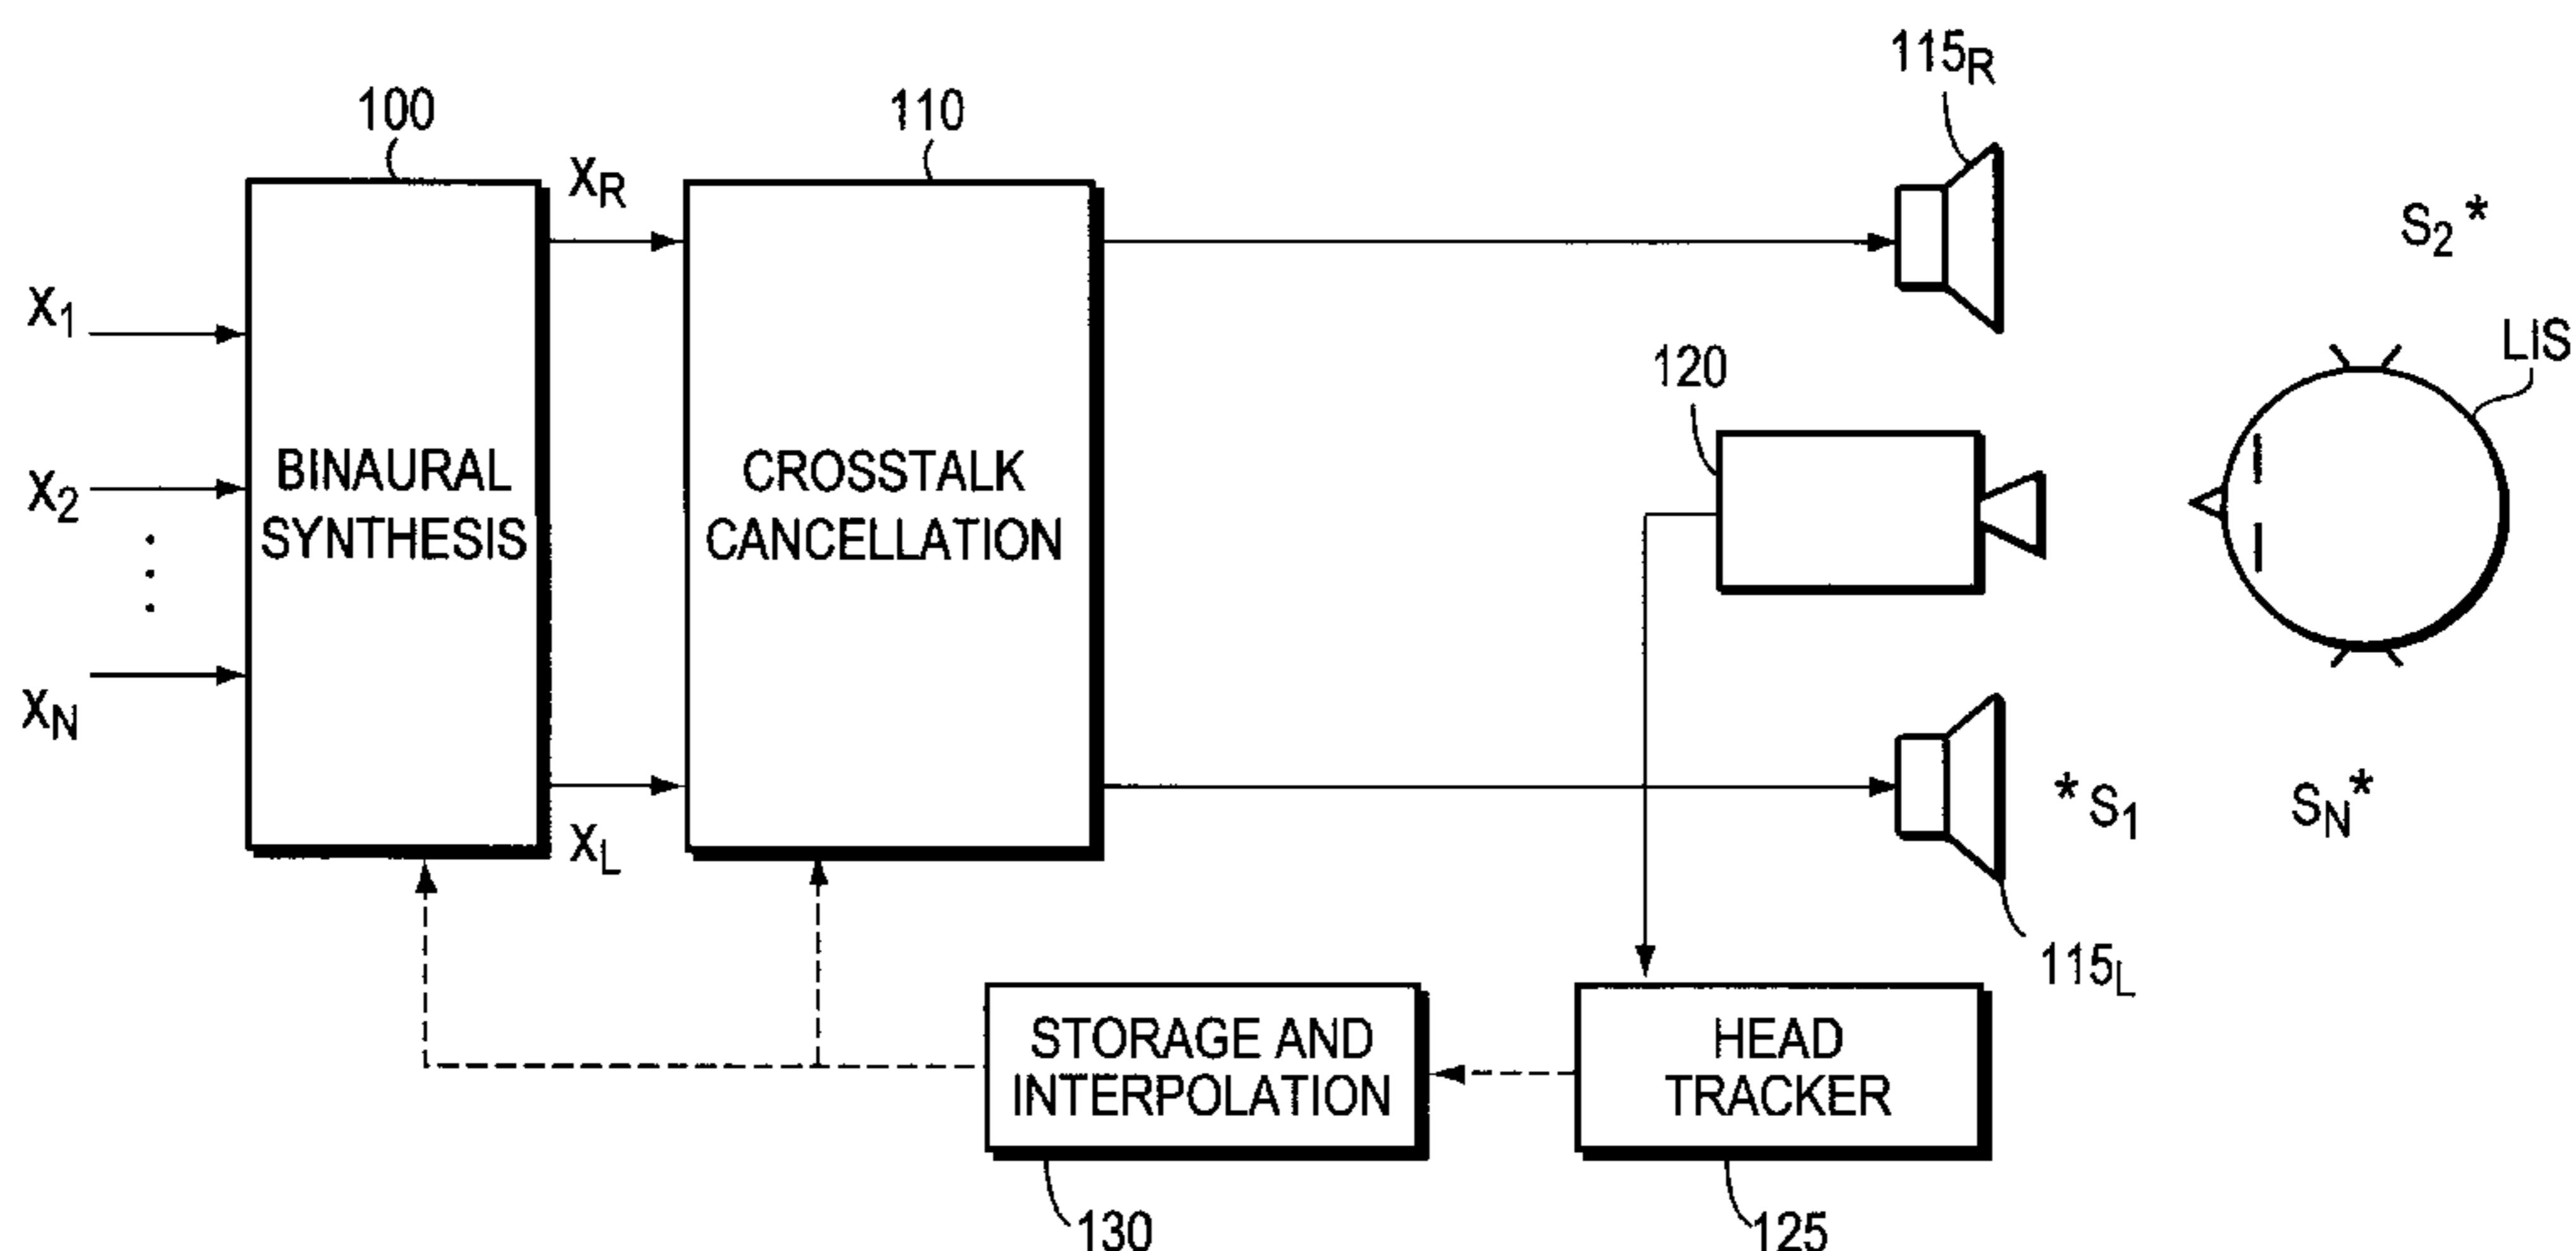 115R
100
110
XR
S2 *
X1
LIS
120
BINAURAL
SYNTHESIS
CROSSTALK
CANCELLATION
X2
XN
XL
* S1
SN*
115L
STORAGE AND
INTERPOLATION
HEAD
TRACKER
130
125